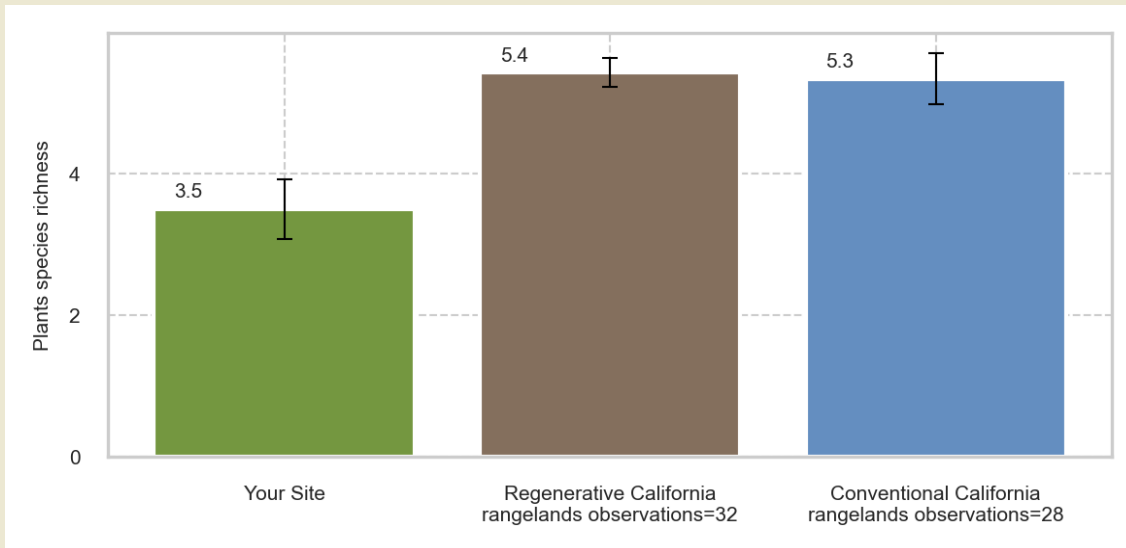 Plants species richness
4
2
0
3.5
5.4
5.3
Your Site
Regenerative California
rangelands observations=32
Conventional California
rangelands observations=28